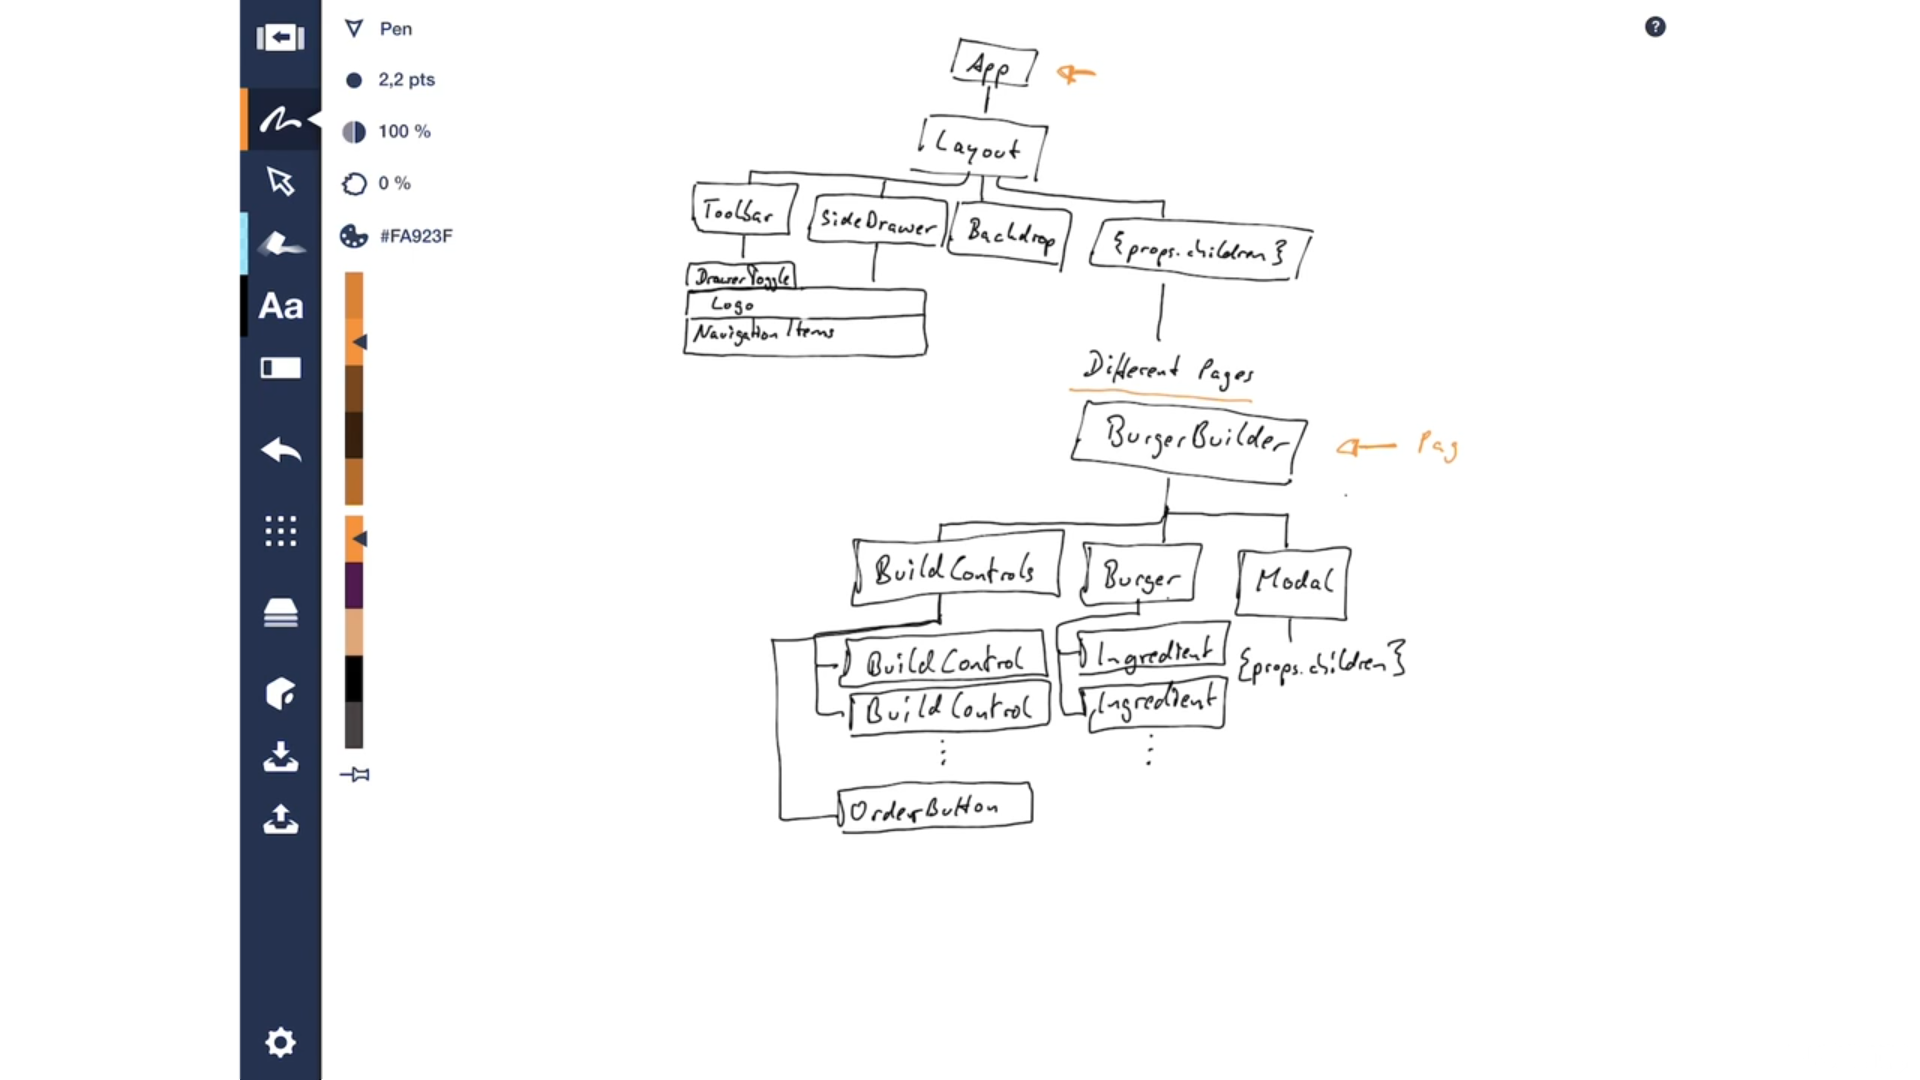 Pen
2,2 pts
100 %
0 %
#FA923F
Aa
?
App
Layout
Toolbar
SideDrawer
Backdrop
{props.children}
DrawerToggle
Logo
Navigation Items
Different Pages
BurgerBuilder
Pag
BuildControls
Burger
Modal
BuildControl
Ingredient
{props.children}
BuildControl
Ingredient
OrderButton